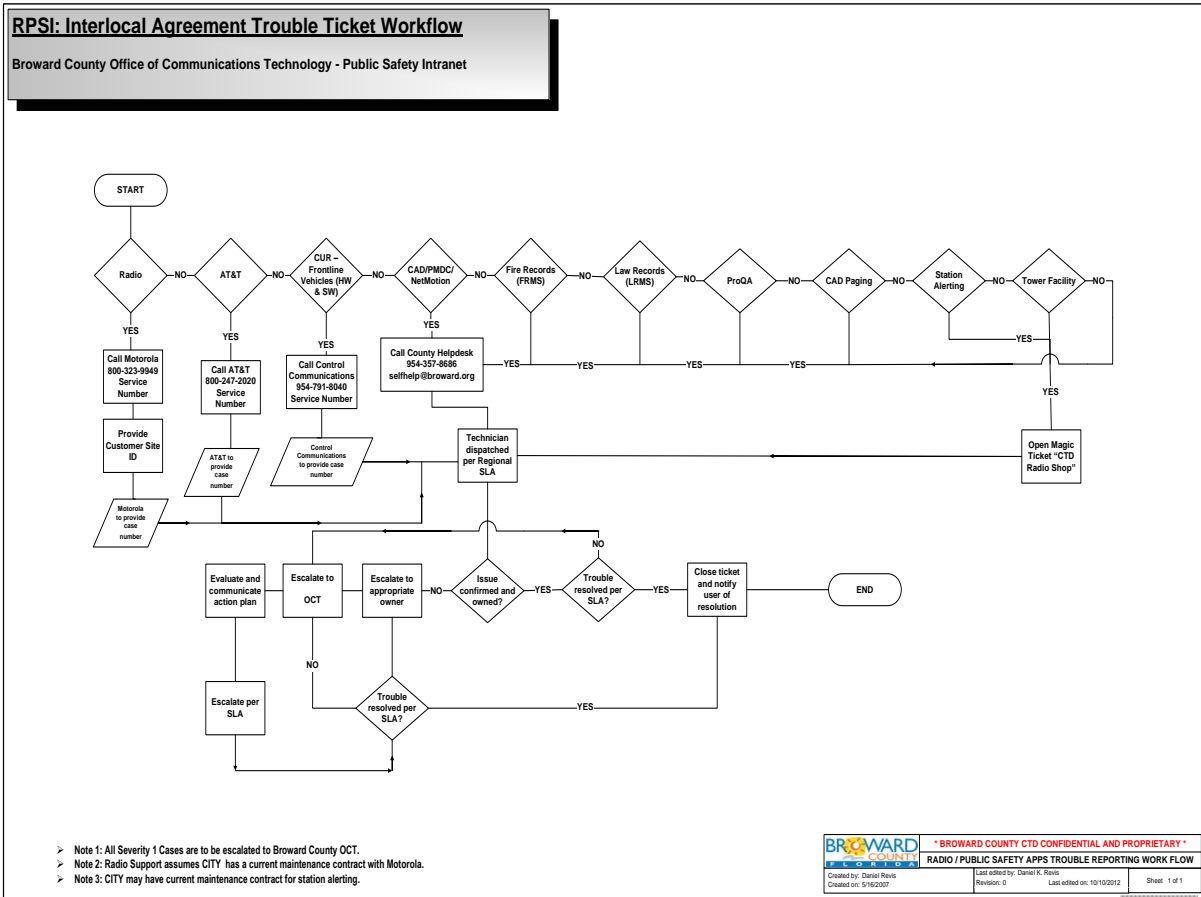 RPSI: Interlocal Agreement Trouble Ticket Workflow
Broward County Office of Communications Technology - Public Safety Intranet
START
Radio
NO
AT&T
NO
CUR –
Frontline
Vehicles (HW
& SW)
NO
CAD/PMDC/
NetMotion
NO
Fire Records
(FRMS)
NO
Law Records
(LRMS)
NO
ProQA
NO
CAD Paging
NO
Station
Alerting
NO
Tower Facility
NO
YES
YES
YES
YES
YES
Call Motorola
800-323-9949
Service
Number
Call AT&T
800-247-2020
Service
Number
Call Control
Communications
954-791-8040
Service Number
Call County Helpdesk
954-357-8686
selfhelp@broward.org
YES
YES
YES
YES
YES
Provide
Customer Site
ID
AT&T to
provide
case
number
Control
Communications
to provide case
number
Technician
dispatched
per Regional
SLA
Open Magic
Ticket “CTD
Radio Shop”
Motorola
to provide
case
number
NO
Evaluate and
communicate
action plan
Escalate to
OCT
Escalate to
appropriate
owner
NO
Issue
confirmed and
owned?
YES
Trouble
resolved per
SLA?
YES
Close ticket
and notify
user of
resolution
END
NO
Escalate per
SLA
Trouble
resolved per
SLA?
YES
➢ Note 1: All Severity 1 Cases are to be escalated to Broward County OCT.
➢ Note 2: Radio Support assumes CITY has a current maintenance contract with Motorola.
➢ Note 3: CITY may have current maintenance contract for station alerting.
BROWARD
COUNTY
FLORIDA
* BROWARD COUNTY CTD CONFIDENTIAL AND PROPRIETARY *
RADIO / PUBLIC SAFETY APPS TROUBLE REPORTING WORK FLOW
Created by: Daniel Revis
Created on: 5/16/2007
Last edited by: Daniel K. Revis
Revision: 0 Last edited on: 10/10/2012
Sheet 1 of 1